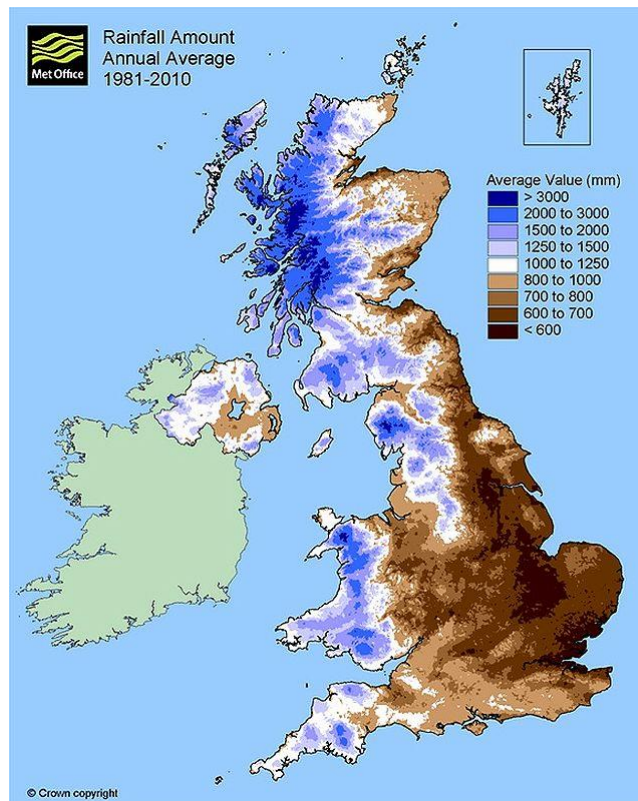 Met Office
Rainfall Amount
Annual Average
1981-2010
Average Value (mm)
> 3000
2000 to 3000
1500 to 2000
1250 to 1500
1000 to 1250
800 to 1000
700 to 800
600 to 700
< 600
© Crown copyright